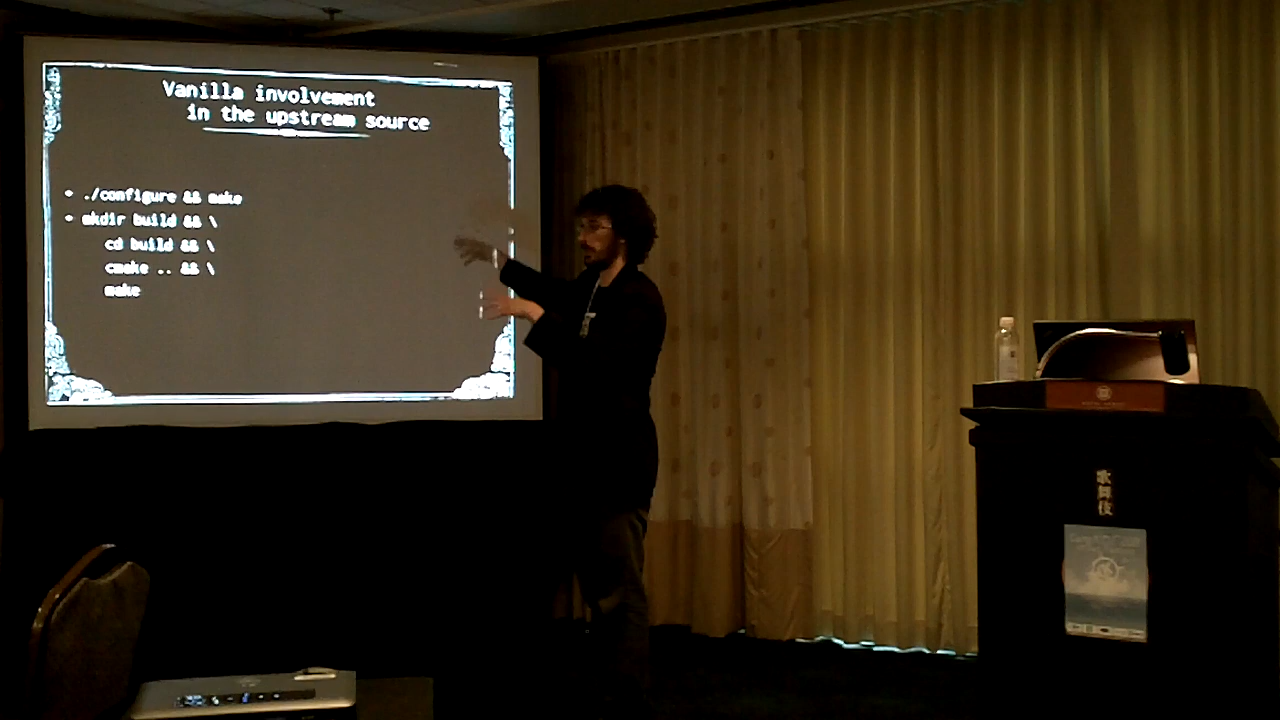 Vanilla involvement
in the upstream source
• ./configure && make
• mkdir build && \
cd build && \
cmake .. && \
make
歌舞伎